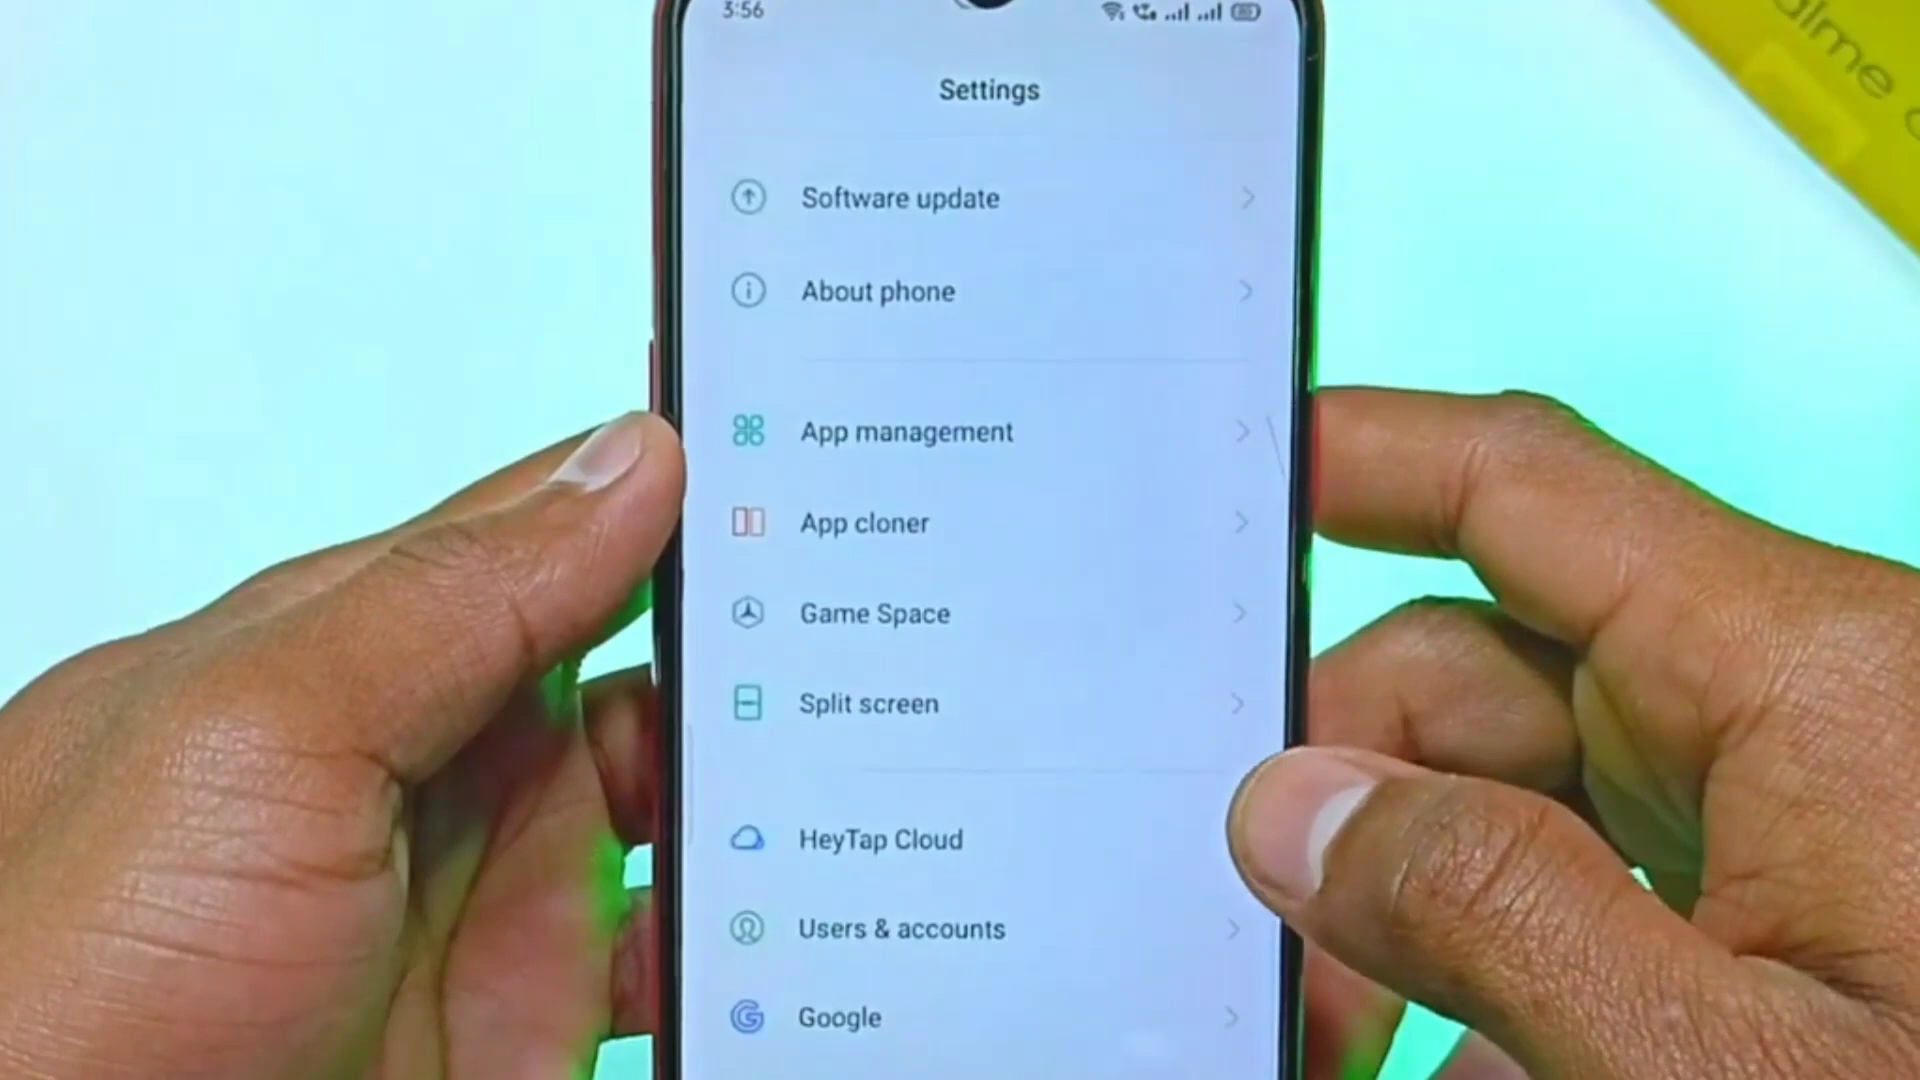 3:56
Settings
Software update
About phone
App management
App cloner
Game Space
Split screen
HeyTap Cloud
Users & accounts
Google